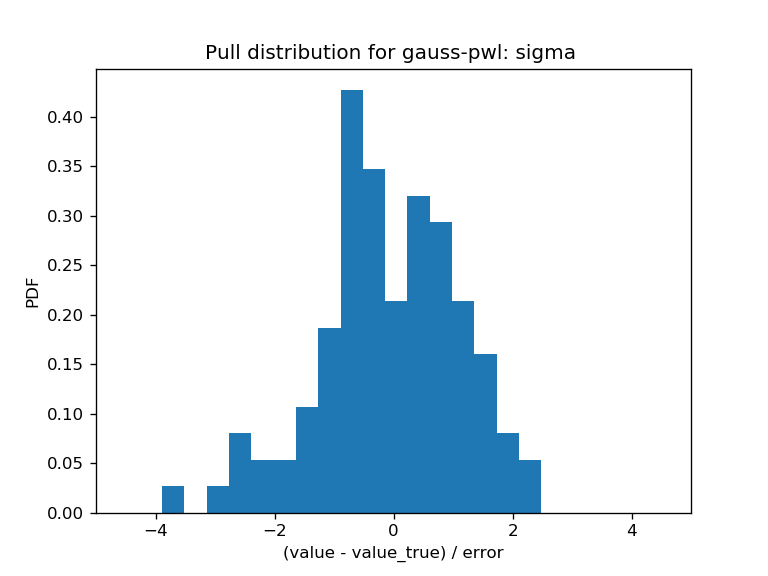 Pull distribution for gauss-pwl: sigma
PDF
0.40
0.35
0.30
0.25
0.20
0.15
0.10
0.05
0.00
−4 −2 0 2 4
(value - value_true) / error